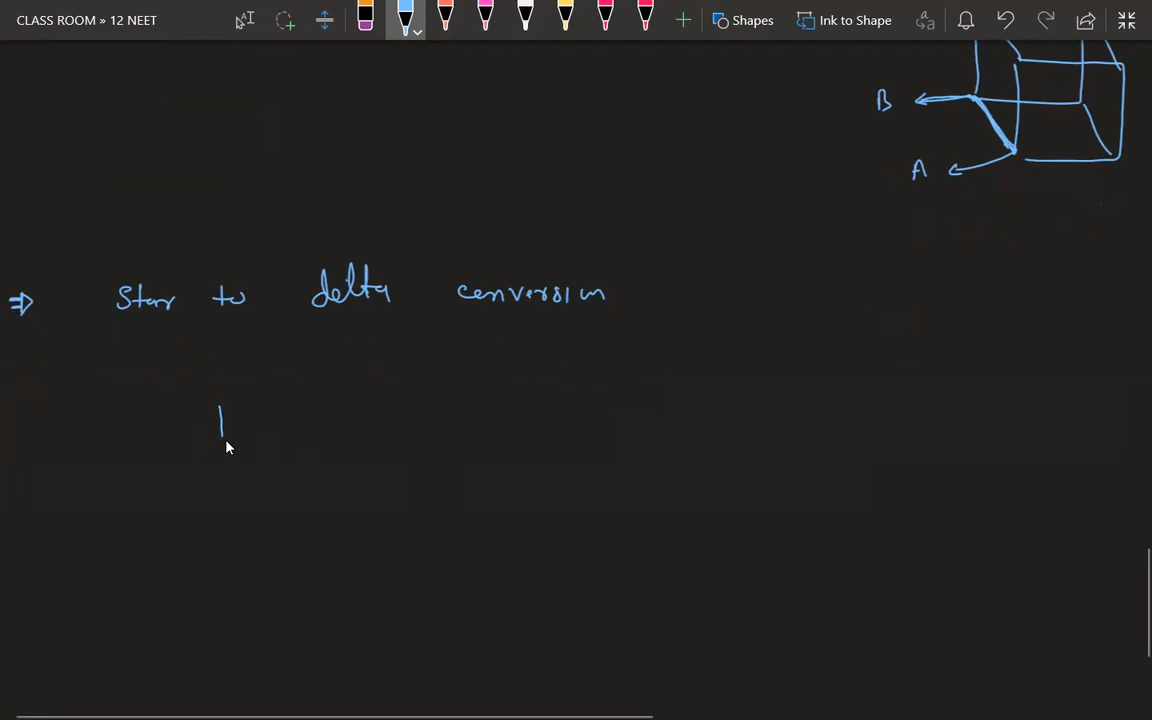 CLASS ROOM » 12 NEET
Shapes
Ink to Shape
B
A
⇒ Star to delta conversion